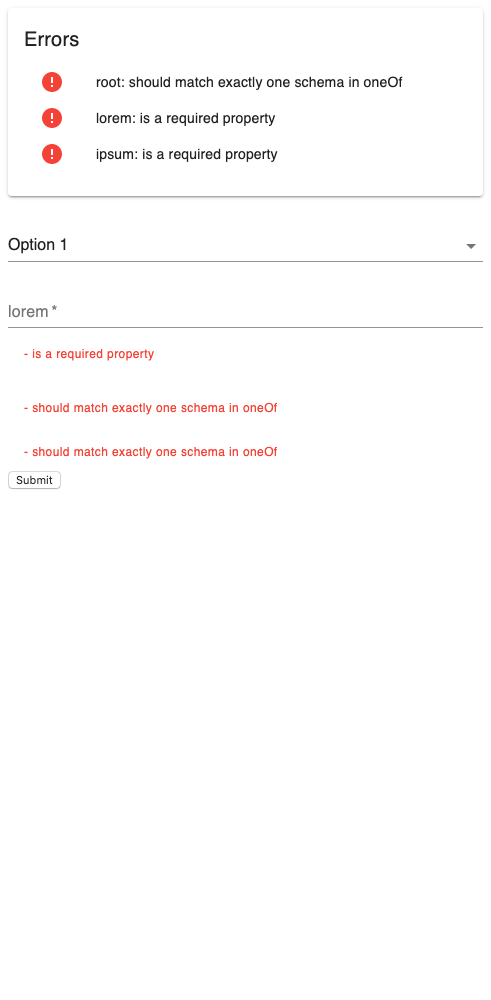 Errors
root: should match exactly one schema in oneOf
lorem: is a required property
ipsum: is a required property
Option 1
lorem *
- is a required property
- should match exactly one schema in oneOf
- should match exactly one schema in oneOf
Submit